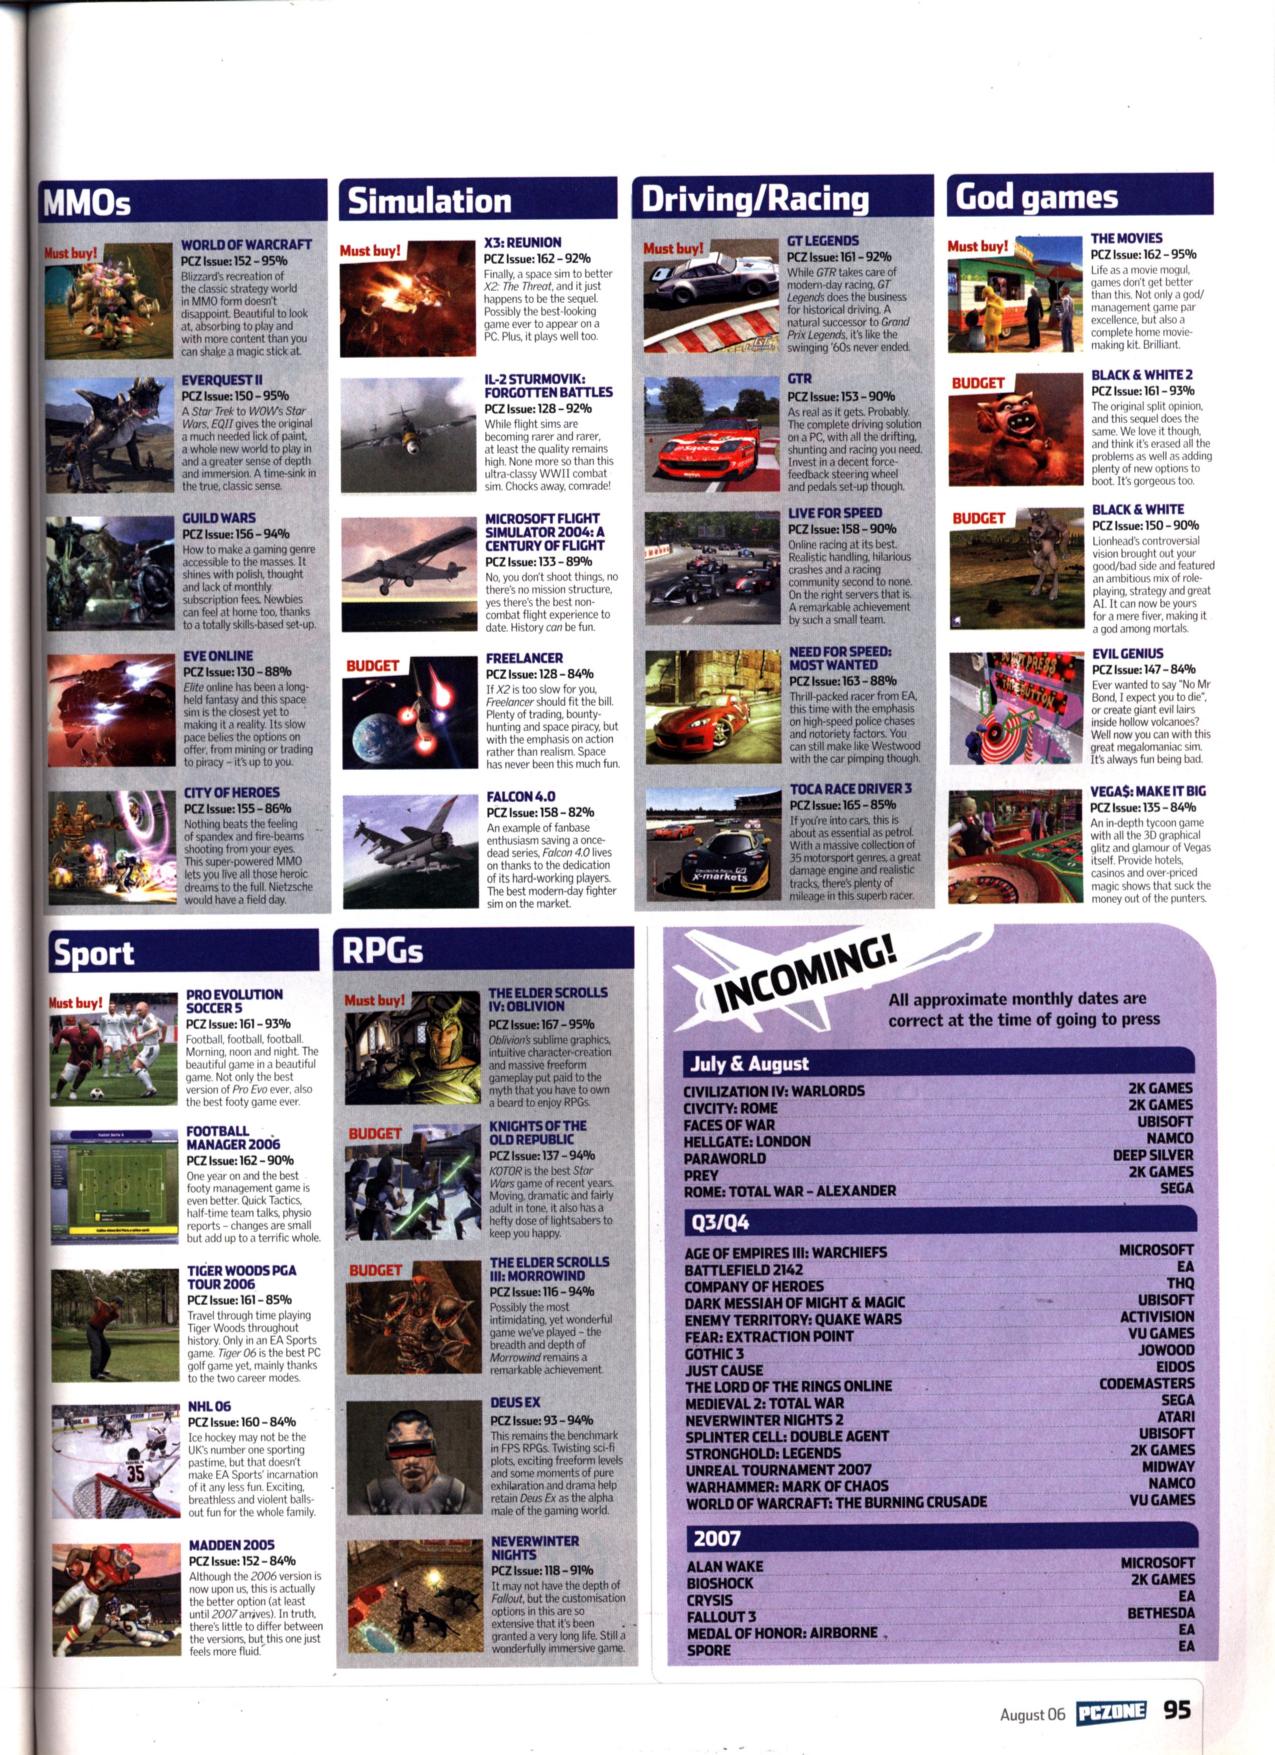 MMOs
Must buy!
WORLD OF WARCRAFT
PCZ Issue: 152 – 95%
Blizzard's recreation of
the classic strategy world
in MMO form doesn't
disappoint. Beautiful to look
at, absorbing to play and
with more content than you
can shake a magic stick at.
EVERQUEST II
PCZ Issue: 150 – 95%
A Star Trek to WOW's Star
Wars, EQII gives the original
a much needed lick of paint,
a whole new world to play in
and a greater sense of depth
and immersion. A time-sink in
the true, classic sense.
GUILD WARS
PCZ Issue: 156 – 94%
How to make a gaming genre
accessible to the masses. It
shines with polish, thought
and lack of monthly
subscription fees. Newbies
can feel at home too, thanks
to a totally skills-based set-up.
EVE ONLINE
PCZ Issue: 130 – 88%
Elite online has been a long-
held fantasy and this space
sim is the closest yet to
making it a reality. Its slow
pace belies the options on
offer, from mining or trading
to piracy – it's up to you.
CITY OF HEROES
PCZ Issue: 155 – 86%
Nothing beats the feeling
of spandex and fire-beams
shooting from your eyes.
This super-powered MMO
lets you live all those heroic
dreams to the full. Nietzsche
would have a field day.
Simulation
Must buy!
X3: REUNION
PCZ Issue: 162 – 92%
Finally, a space sim to better
X2: The Threat, and it just
happens to be the sequel.
Possibly the best-looking
game ever to appear on a
PC. Plus, it plays well too.
IL-2 STURMOVIK:
FORGOTTEN BATTLES
PCZ Issue: 128 – 92%
While flight sims are
becoming rarer and rarer,
at least the quality remains
high. None more so than this
ultra-classy WWII combat
sim. Chocks away, comrade!
MICROSOFT FLIGHT
SIMULATOR 2004: A
CENTURY OF FLIGHT
PCZ Issue: 133 – 89%
No, you don't shoot things, no
there's no mission structure,
yes there's the best non-
combat flight experience to
date. History can be fun.
BUDGET
FREELANCER
PCZ Issue: 128 – 84%
If X2 is too slow for you,
Freelancer should fit the bill.
Plenty of trading, bounty-
hunting and space piracy, but
with the emphasis on action
rather than realism. Space
has never been this much fun.
FALCON 4.0
PCZ Issue: 158 – 82%
An example of fanbase
enthusiasm saving a once-
dead series, Falcon 4.0 lives
on thanks to the dedication
of its hard-working players.
The best modern-day fighter
sim on the market.
Driving/Racing
Must buy!
GT LEGENDS
PCZ Issue: 161 – 92%
While GTR takes care of
modern-day racing, GT
Legends does the business
for historical driving. A
natural successor to Grand
Prix Legends, it's like the
swinging '60s never ended.
GTR
PCZ Issue: 153 – 90%
As real as it gets. Probably.
The complete driving solution
on a PC, with all the drifting,
shunting and racing you need.
Invest in a decent force-
feedback steering wheel
and pedals set-up though.
LIVE FOR SPEED
PCZ Issue: 158 – 90%
Online racing at its best.
Realistic handling, hilarious
crashes and a racing
community second to none.
On the right servers that is.
A remarkable achievement
by such a small team.
NEED FOR SPEED:
MOST WANTED
PCZ Issue: 163 – 88%
Thrill-packed racer from EA,
this time with the emphasis
on high-speed police chases
and notoriety factors. You
can still make like Westwood
with the car pimping though.
TOCA RACE DRIVER 3
PCZ Issue: 165 – 85%
If you're into cars, this is
about as essential as petrol.
With a massive collection of
35 motorsport genres, a great
damage engine and realistic
tracks, there's plenty of
mileage in this superb racer.
x-markets
God games
Must buy!
THE MOVIES
PCZ Issue: 162 – 95%
Life as a movie mogul,
games don't get better
than this. Not only a god/
management game par
excellence, but also a
complete home movie-
making kit. Brilliant.
BUDGET
BLACK & WHITE 2
PCZ Issue: 161 – 93%
The original split opinion,
and this sequel does the
same. We love it though,
and think it's erased all the
problems as well as adding
plenty of new options to
boot. It's gorgeous too.
BUDGET
BLACK & WHITE
PCZ Issue: 150 – 90%
Lionhead's controversial
vision brought out your
good/bad side and featured
an ambitious mix of role-
playing, strategy and great
AI. It can now be yours
for a mere fiver, making it
a god among mortals.
EVIL GENIUS
PCZ Issue: 147 – 84%
Ever wanted to say "No Mr
Bond, I expect you to die",
or create giant evil lairs
inside hollow volcanoes?
Well now you can with this
great megalomaniac sim.
It's always fun being bad.
VEGA$: MAKE IT BIG
PCZ Issue: 135 – 84%
An in-depth tycoon game
with all the 3D graphical
glitz and glamour of Vegas
itself. Provide hotels,
casinos and over-priced
magic shows that suck the
money out of the punters.
Sport
Must buy!
PRO EVOLUTION
SOCCER 5
PCZ Issue: 161 – 93%
Football, football, football.
Morning, noon and night. The
beautiful game in a beautiful
game. Not only the best
version of Pro Evo ever, also
the best footy game ever.
FOOTBALL
MANAGER 2006
PCZ Issue: 162 – 90%
One year on and the best
footy management game is
even better. Quick Tactics,
half-time team talks, physio
reports – changes are small
but add up to a terrific whole.
TIGER WOODS PGA
TOUR 2006
PCZ Issue: 161 – 85%
Travel through time playing
Tiger Woods throughout
history. Only in an EA Sports
game. Tiger 06 is the best PC
golf game yet, mainly thanks
to the two career modes.
35
NHL 06
PCZ Issue: 160 – 84%
Ice hockey may not be the
UK's number one sporting
pastime, but that doesn't
make EA Sports' incarnation
of it any less fun. Exciting,
breathless and violent balls-
out fun for the whole family.
MADDEN 2005
PCZ Issue: 152 – 84%
Although the 2006 version is
now upon us, this is actually
the better option (at least
until 2007 arrives). In truth,
there's little to differ between
the versions, but this one just
feels more fluid.
RPGs
Must buy!
THE ELDER SCROLLS
IV: OBLIVION
PCZ Issue: 167 – 95%
Oblivion's sublime graphics,
intuitive character-creation
and massive freeform
gameplay put paid to the
myth that you have to own
a beard to enjoy RPGs.
BUDGET
KNIGHTS OF THE
OLD REPUBLIC
PCZ Issue: 137 – 94%
KOTOR is the best Star
Wars game of recent years.
Moving, dramatic and fairly
adult in tone, it also has a
hefty dose of lightsabers to
keep you happy.
BUDGET
THE ELDER SCROLLS
III: MORROWIND
PCZ Issue: 116 – 94%
Possibly the most
intimidating, yet wonderful
game we've played – the
breadth and depth of
Morrowind remains a
remarkable achievement.
DEUS EX
PCZ Issue: 93 – 94%
This remains the benchmark
in FPS RPGs. Twisting sci-fi
plots, exciting freeform levels
and some moments of pure
exhilaration and drama help
retain Deus Ex as the alpha
male of the gaming world.
NEVERWINTER
NIGHTS
PCZ Issue: 118 – 91%
It may not have the depth of
Fallout, but the customisation
options in this are so
extensive that it's been
granted a very long life. Still a
wonderfully immersive game.
INCOMING!
All approximate monthly dates are
correct at the time of going to press
July & August
CIVILIZATION IV: WARLORDS 2K GAMES
CIVCITY: ROME 2K GAMES
FACES OF WAR UBISOFT
HELLGATE: LONDON NAMCO
PARAWORLD DEEP SILVER
PREY 2K GAMES
ROME: TOTAL WAR – ALEXANDER SEGA
Q3/Q4
AGE OF EMPIRES III: WARCHIEFS MICROSOFT
BATTLEFIELD 2142 EA
COMPANY OF HEROES THQ
DARK MESSIAH OF MIGHT & MAGIC UBISOFT
ENEMY TERRITORY: QUAKE WARS ACTIVISION
FEAR: EXTRACTION POINT VU GAMES
GOTHIC 3 JOWOOD
JUST CAUSE EIDOS
THE LORD OF THE RINGS ONLINE CODEMASTERS
MEDIEVAL 2: TOTAL WAR SEGA
NEVERWINTER NIGHTS 2 ATARI
SPLINTER CELL: DOUBLE AGENT UBISOFT
STRONGHOLD: LEGENDS 2K GAMES
UNREAL TOURNAMENT 2007 MIDWAY
WARHAMMER: MARK OF CHAOS NAMCO
WORLD OF WARCRAFT: THE BURNING CRUSADE VU GAMES
2007
ALAN WAKE MICROSOFT
BIOSHOCK 2K GAMES
CRYSIS EA
FALLOUT 3 BETHESDA
MEDAL OF HONOR: AIRBORNE EA
SPORE EA
August 06 PCZONE 95